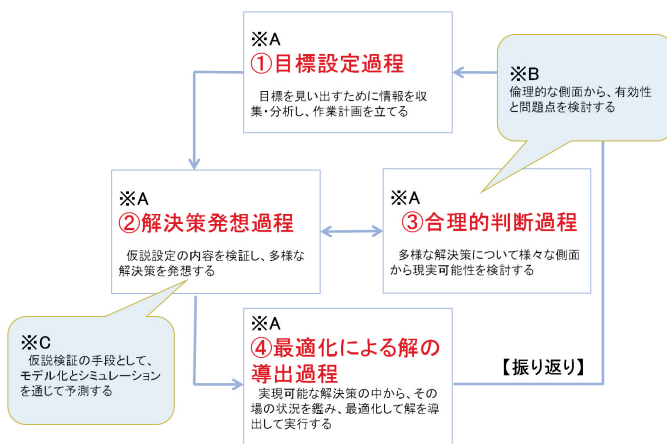 ※A
①目標設定過程
目標を見い出すために情報を収
集・分析し、作業計画を立てる
※B
倫理的な側面から、有効性
と問題点を検討する
※A
②解決策発想過程
仮説設定の内容を検証し、多様な
解決策を発想する
※A
③合理的判断過程
多様な解決策について様々な側面
から現実可能性を検討する
※C
仮説検証の手段として、
モデル化とシミュレーション
を通じて予測する
※A
④最適化による解の
導出過程
実現可能な解決策の中から、その
場の状況を鑑み、最適化して解を導
出して実行する
【振り返り】